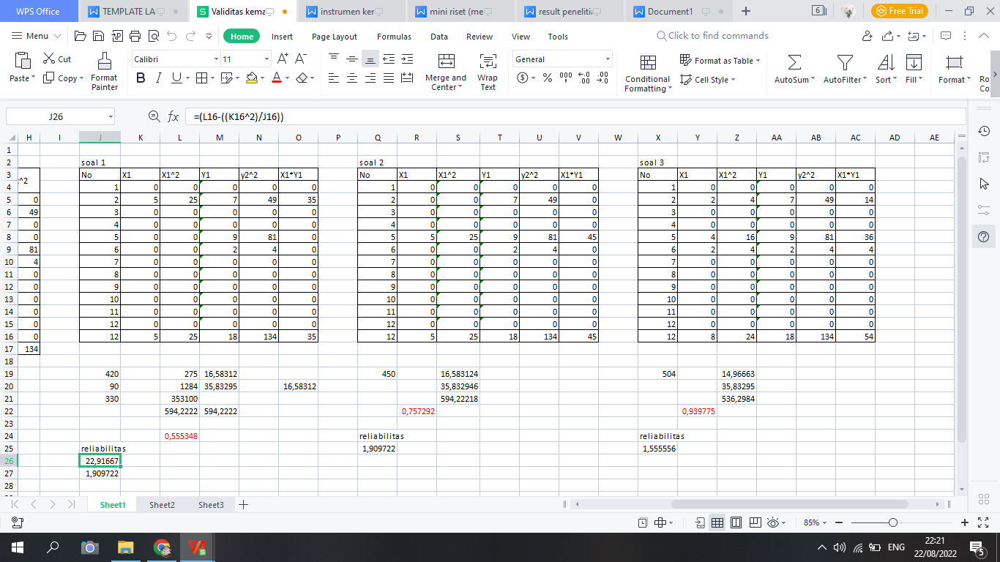 WPS Office TEMPLATE LA Validitas kema instrumen ker mini riset (me result penelitia Document1 6 Free Trial
Menu Home Insert Page Layout Formulas Data Review View Tools Click to find commands
Cut Calibri 11 General Format as Table
Paste Copy Format Painter Merge and Center Wrap Text Conditional Formatting Cell Style AutoSum AutoFilter Sort Fill Format Ro Co
J26 fx =(L16-((K16^2)/J16))
H I J K L M N O P Q R S T U V W X Y Z AA AB AC AD AE
1
2 soal 1 soal 2 soal 3
3 ^2 No X1 X1^2 Y1 y2^2 X1*Y1 No X1 X1^2 Y1 y2^2 X1*Y1 No X1 X1^2 Y1 y2^2 X1*Y1
4 1 0 0 0 0 0 1 0 0 0 0 0 1 0 0 0 0 0
5 0 2 5 25 7 49 35 2 0 0 7 49 0 2 2 4 7 49 14
6 49 3 0 0 0 0 0 3 0 0 0 0 0 3 0 0 0 0 0
7 0 4 0 0 0 0 0 4 0 0 0 0 0 4 0 0 0 0 0
8 0 5 0 0 9 81 0 5 5 25 9 81 45 5 4 16 9 81 36
9 81 6 0 0 2 4 0 6 0 0 2 4 0 6 2 4 2 4 4
10 4 7 0 0 0 0 0 7 0 0 0 0 0 7 0 0 0 0 0
11 0 8 0 0 0 0 0 8 0 0 0 0 0 8 0 0 0 0 0
12 0 9 0 0 0 0 0 9 0 0 0 0 0 9 0 0 0 0 0
13 0 10 0 0 0 0 0 10 0 0 0 0 0 10 0 0 0 0 0
14 0 11 0 0 0 0 0 11 0 0 0 0 0 11 0 0 0 0 0
15 0 12 0 0 0 0 0 12 0 0 0 0 0 12 0 0 0 0 0
16 0 12 5 25 18 134 35 12 5 25 18 134 45 12 8 24 18 134 54
17 134
18
19 420 275 16,58312 450 16,583124 504 14,96663
20 90 1284 35,83295 16,58312 35,832946 35,83295
21 330 353100 594,22218 536,2984
22 594,2222 594,2222 0,757292 0,939775
23
24 0,555348 reliabilitas reliabilitas
25 reliabilitas 1,909722 1,555556
26 22,91667
27 1,909722
28
Sheet1 Sheet2 Sheet3
85%
ENG 22:21
22/08/2022 5